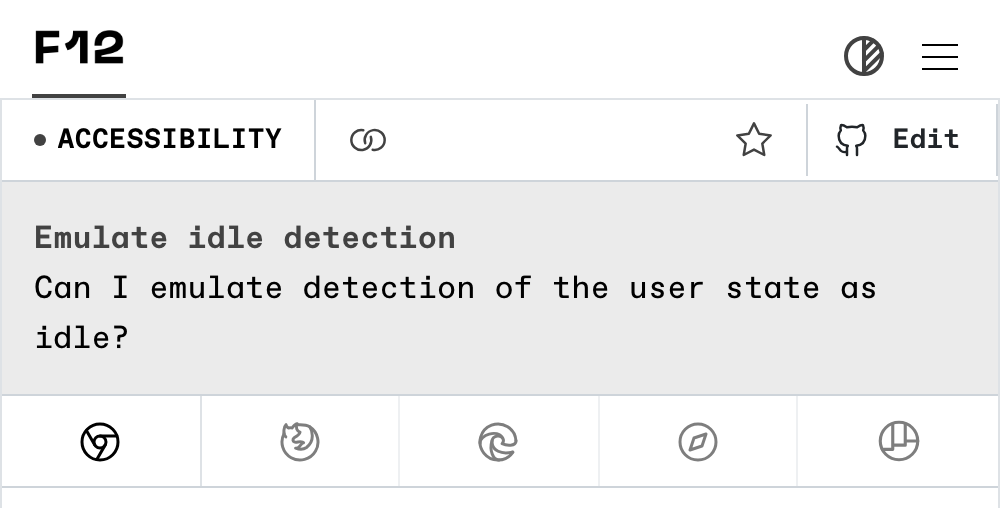 F12
ACCESSIBILITY
Edit
Emulate idle detection
Can I emulate detection of the user state as
idle?